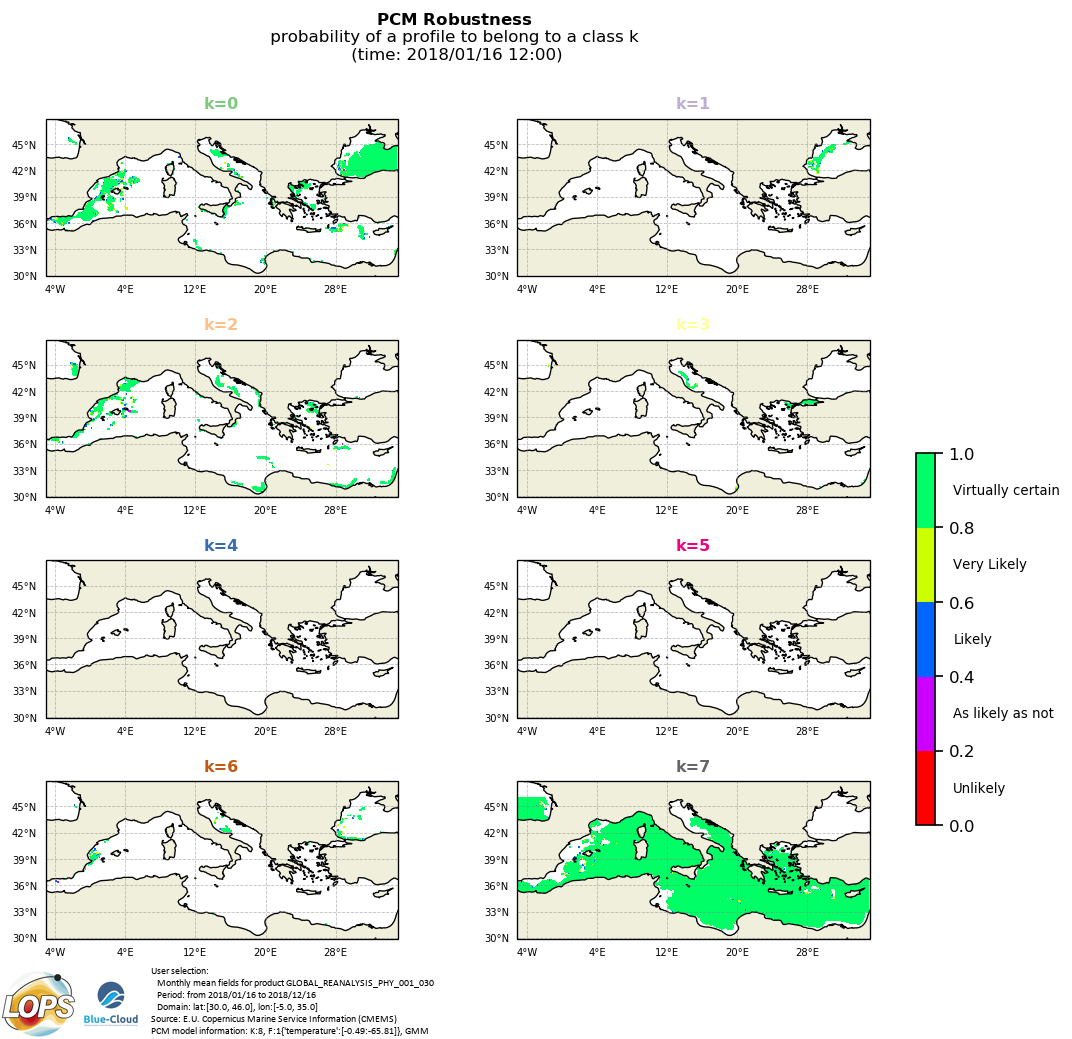 PCM Robustness
probability of a profile to belong to a class k
(time: 2018/01/16 12:00)
k=0
k=1
45°N
42°N
39°N
36°N
33°N
30°N
4°W 4°E 12°E 20°E 28°E
45°N
42°N
39°N
36°N
33°N
30°N
4°W 4°E 12°E 20°E 28°E
k=2
k=3
45°N
42°N
39°N
36°N
33°N
30°N
4°W 4°E 12°E 20°E 28°E
45°N
42°N
39°N
36°N
33°N
30°N
4°W 4°E 12°E 20°E 28°E
k=4
k=5
45°N
42°N
39°N
36°N
33°N
30°N
4°W 4°E 12°E 20°E 28°E
45°N
42°N
39°N
36°N
33°N
30°N
4°W 4°E 12°E 20°E 28°E
k=6
k=7
45°N
42°N
39°N
36°N
33°N
30°N
4°W 4°E 12°E 20°E 28°E
45°N
42°N
39°N
36°N
33°N
30°N
4°W 4°E 12°E 20°E 28°E
1.0
Virtually certain
0.8
Very Likely
0.6
Likely
0.4
As likely as not
0.2
Unlikely
0.0
LOPS
Blue-Cloud
User selection:
Monthly mean fields for product GLOBAL_REANALYSIS_PHY_001_030
Period: from 2018/01/16 to 2018/12/16
Domain: lat:[30.0, 46.0], lon:[-5.0, 35.0]
Source: E.U. Copernicus Marine Service Information (CMEMS)
PCM model information: K:8, F:1{'temperature':[-0.49:-65.81]}, GMM